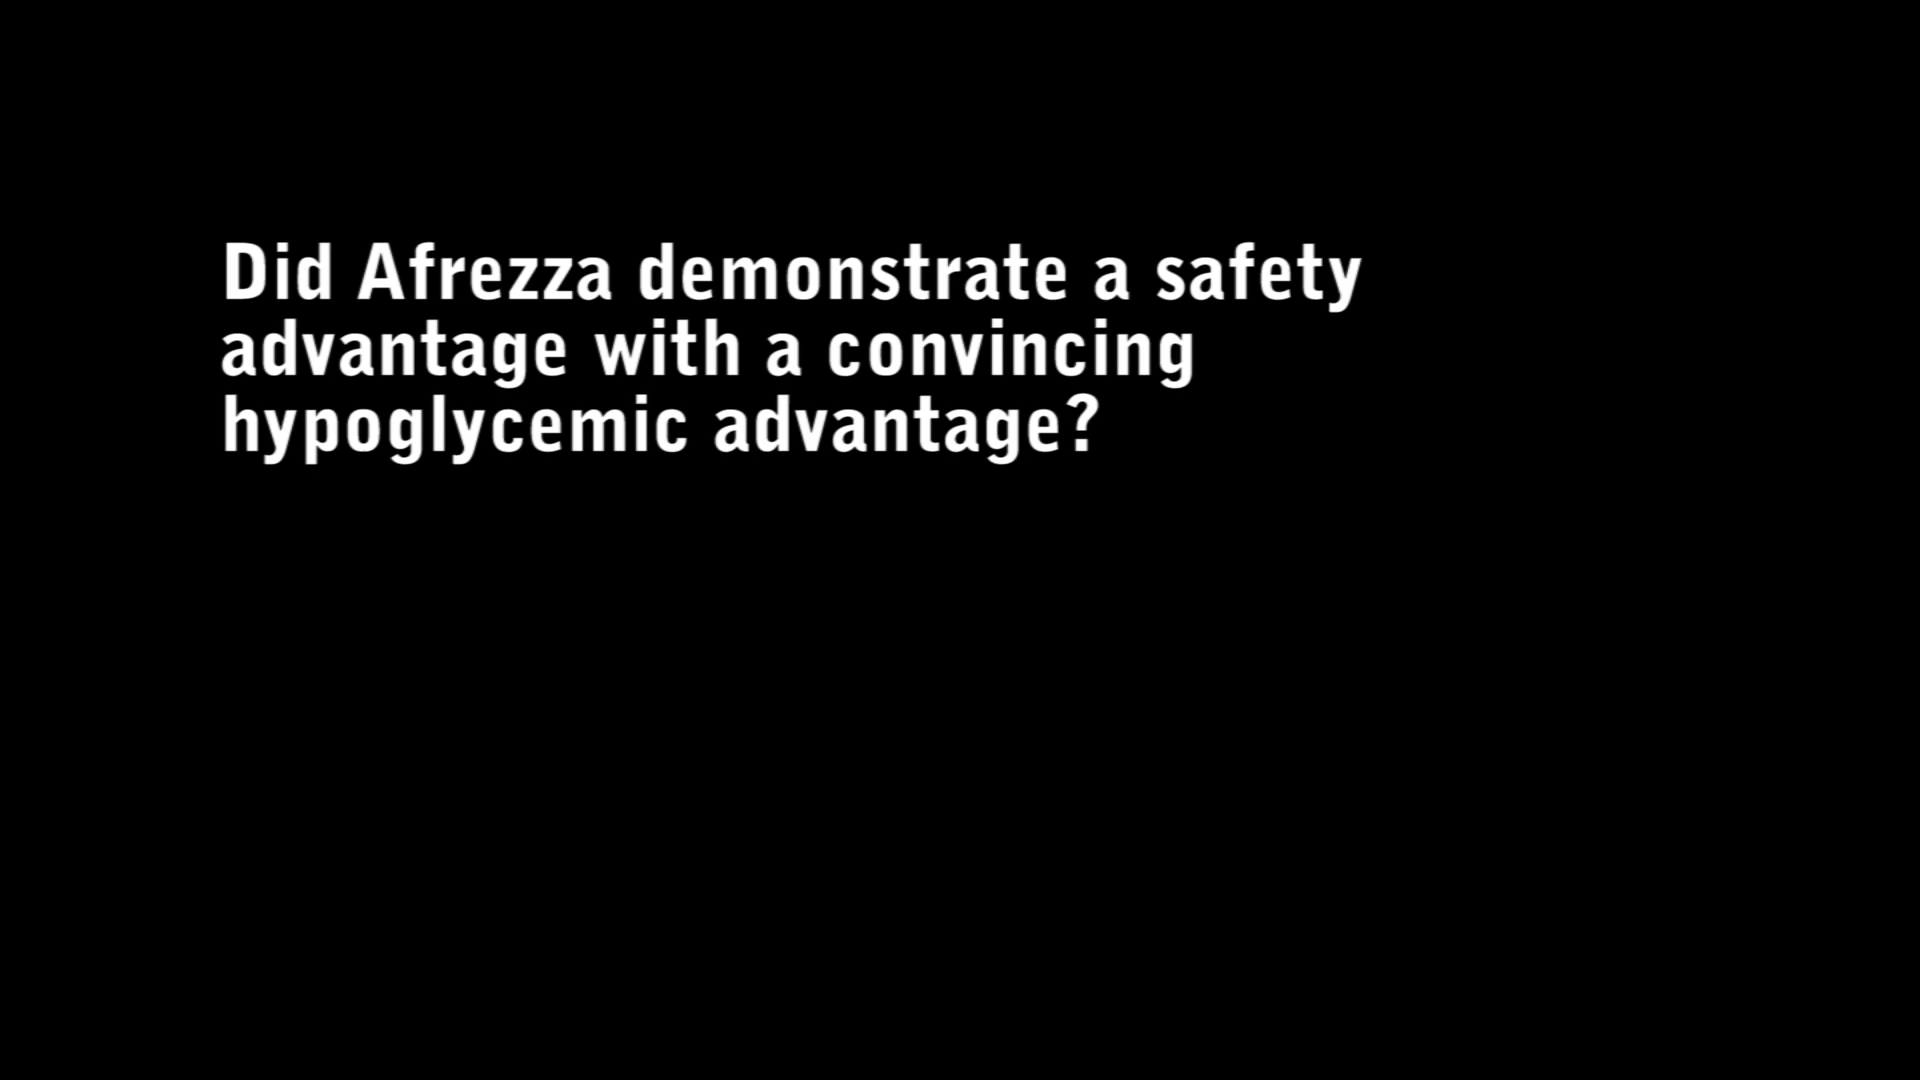 Did Afrezza demonstrate a safety
advantage with a convincing
hypoglycemic advantage?